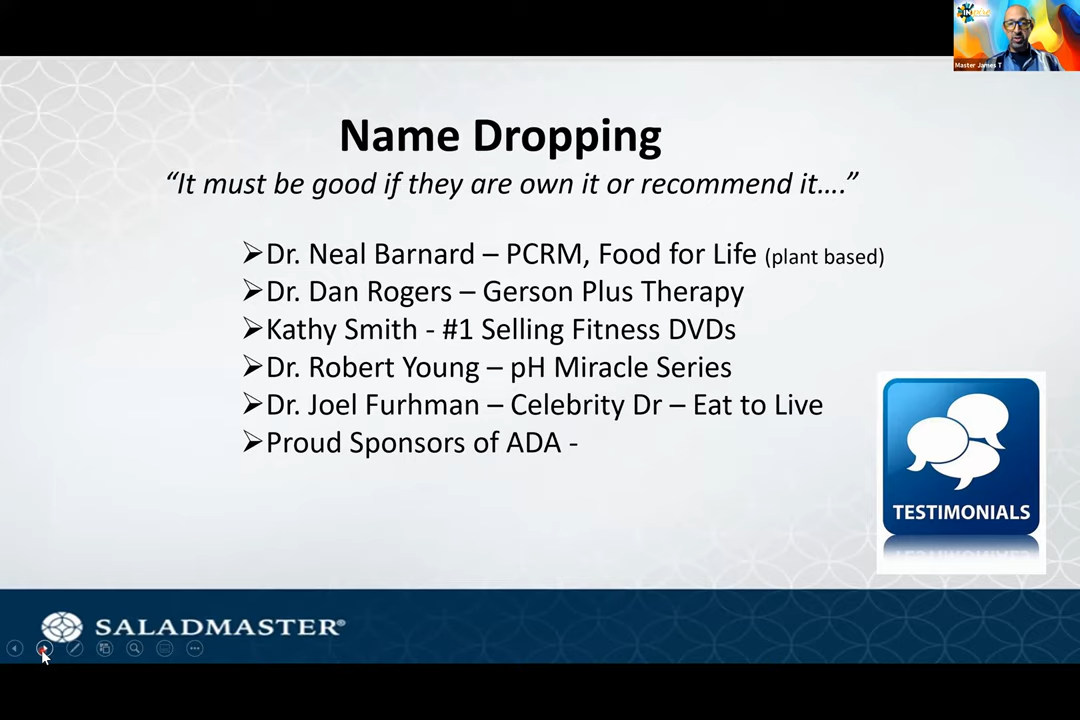 Master James T
Name Dropping
“It must be good if they are own it or recommend it….”
➢Dr. Neal Barnard – PCRM, Food for Life (plant based)
➢Dr. Dan Rogers – Gerson Plus Therapy
➢Kathy Smith - #1 Selling Fitness DVDs
➢Dr. Robert Young – pH Miracle Series
➢Dr. Joel Furhman – Celebrity Dr – Eat to Live
➢Proud Sponsors of ADA -
TESTIMONIALS
SALADMASTER®